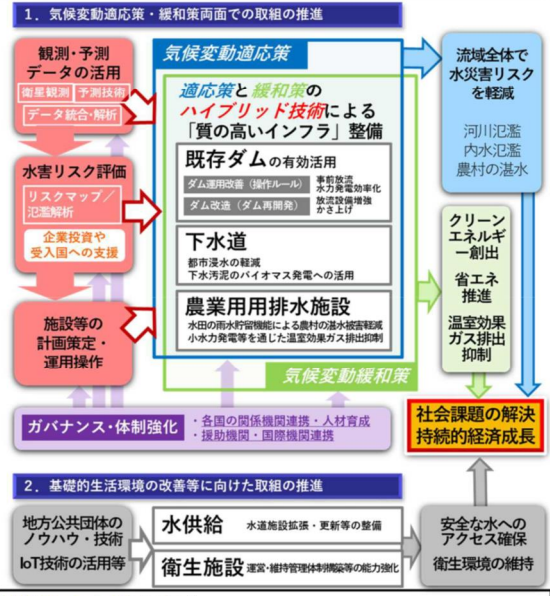 1．気候変動適応策・緩和策両面での取組の推進
観測・予測
データの活用
衛星観測
予測技術
データ統合・解析
水害リスク評価
リスクマップ／
氾濫解析
企業投資や
受入国への支援
施設等の
計画策定・
運用操作
気候変動適応策
適応策と緩和策の
ハイブリッド技術による
「質の高いインフラ」整備
既存ダムの有効活用
ダム運用改善（操作ルール）
事前放流
水力発電効率化
ダム改造（ダム再開発）
放流設備増強
かさ上げ
下水道
都市浸水の軽減
下水汚泥のバイオマス発電への活用
農業用用排水施設
水田の雨水貯留機能による農村の湛水被害軽減
小水力発電等を通じた温室効果ガス排出抑制
気候変動緩和策
流域全体で
水災害リスク
を軽減
河川氾濫
内水氾濫
農村の湛水
クリーン
エネルギ
ー創出
省エネ
推進
温室効果
ガス排出
抑制
ガバナンス・体制強化
・各国の関係機関連携・人材育成
・援助機関・国際機関連携
社会課題の解決
持続的経済成長
2．基礎的生活環境の改善等に向けた取組の推進
地方公共団体の
ノウハウ・技術
IoT技術の活用等
水供給
水道施設拡張・更新等の整備
衛生施設
運営・維持管理体制構築等の能力強化
安全な水への
アクセス確保
衛生環境の維持